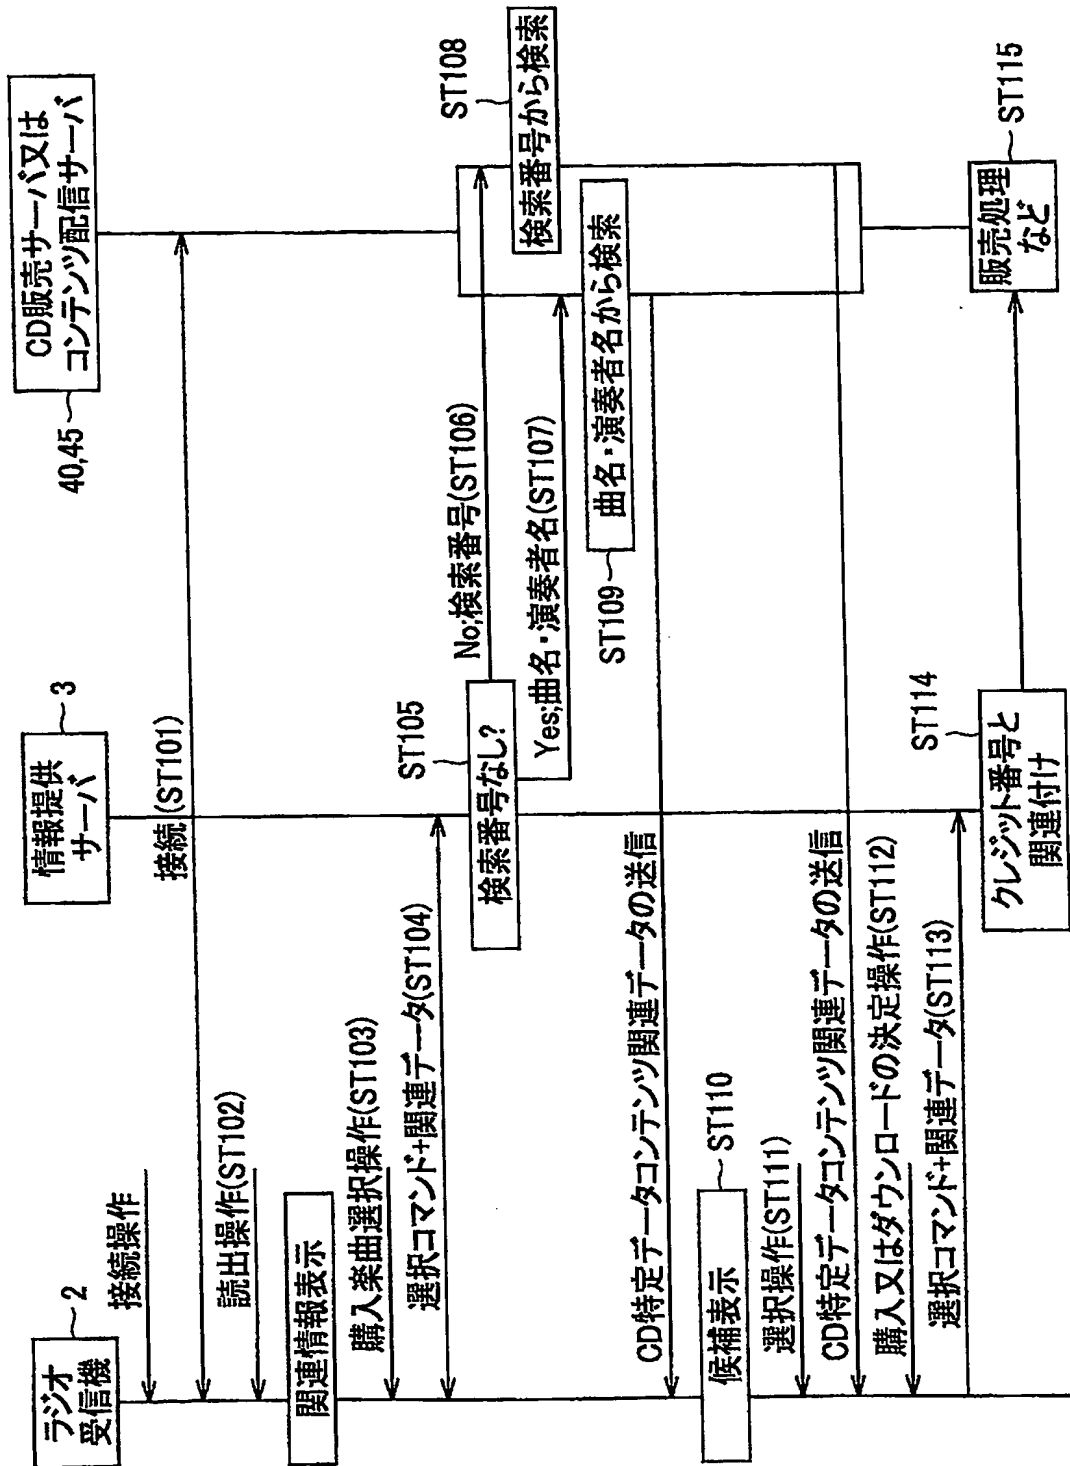 ラジオ
受信機
2
情報提供
サーバ
3
CD販売サーバ又は
コンテンツ配信サーバ
40,45
接続操作
接続(ST101)
読出操作(ST102)
関連情報表示
購入楽曲選択操作(ST103)
選択コマンド+関連データ(ST104)
検索番号なし?
ST105
No;検索番号(ST106)
Yes;曲名・演奏者名(ST107)
検索番号から検索
ST108
曲名・演奏者名から検索
ST109
CD特定データコンテンツ関連データの送信
候補表示
ST110
選択操作(ST111)
CD特定データコンテンツ関連データの送信
購入又はダウンロードの決定操作(ST112)
選択コマンド+関連データ(ST113)
クレジット番号と
関連付け
ST114
販売処理
など
ST115